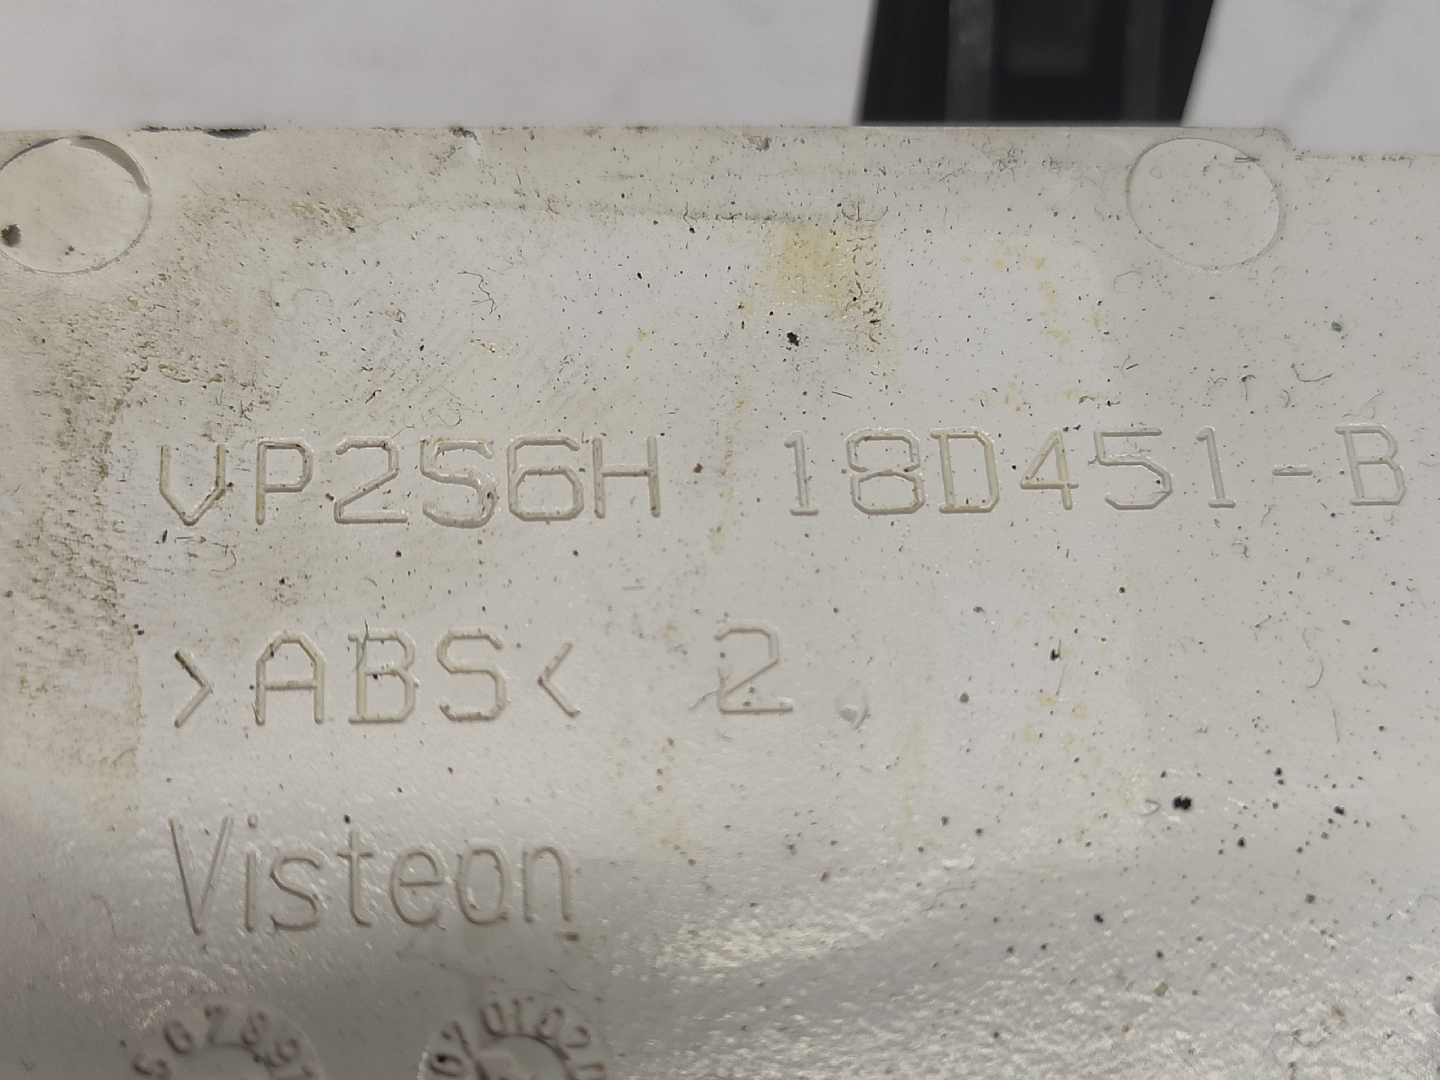 VP2S6H 18D451-B
>ABS< 2.
Visteon